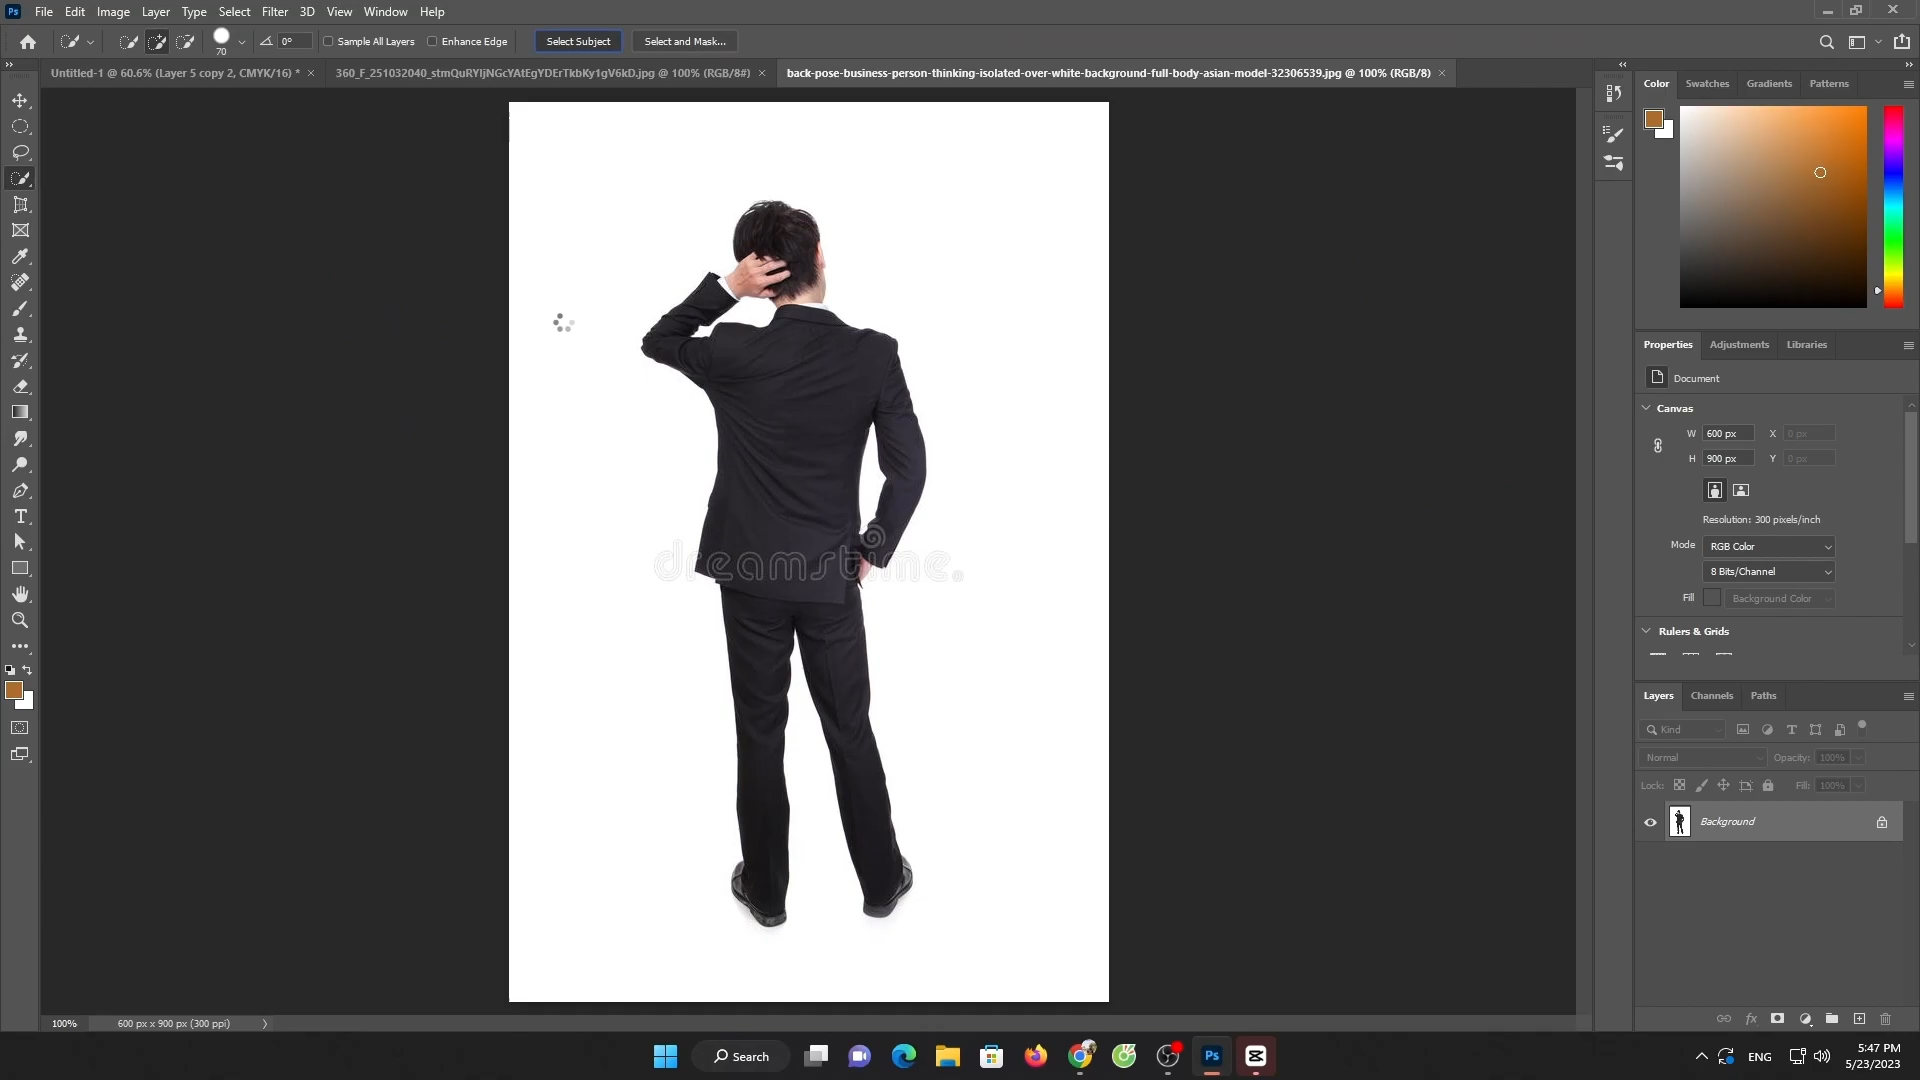 Ps File Edit Image Layer Type Select Filter 3D View Window Help
70 0° Sample All Layers Enhance Edge Select Subject Select and Mask...
Untitled-1 @ 60.6% (Layer 5 copy 2, CMYK/16) * × 360_F_251032040_stmQuRYIjNGcYAtEgYDErTkbKy1gV6kD.jpg @ 100% (RGB/8#) × back-pose-business-person-thinking-isolated-over-white-background-full-body-asian-model-32306539.jpg @ 100% (RGB/8) ×
Color Swatches Gradients Patterns
Properties Adjustments Libraries
Document
Canvas
W 600 px X 0 px
H 900 px Y 0 px
Resolution: 300 pixels/inch
Mode RGB Color
8 Bits/Channel
Fill Background Color
Rulers & Grids
dreamstime.
Layers Channels Paths
Kind
Normal Opacity: 100%
Lock: Fill: 100%
Background
100% 600 px x 900 px (300 ppi)
Search Ps ENG 5:47 PM
5/23/2023